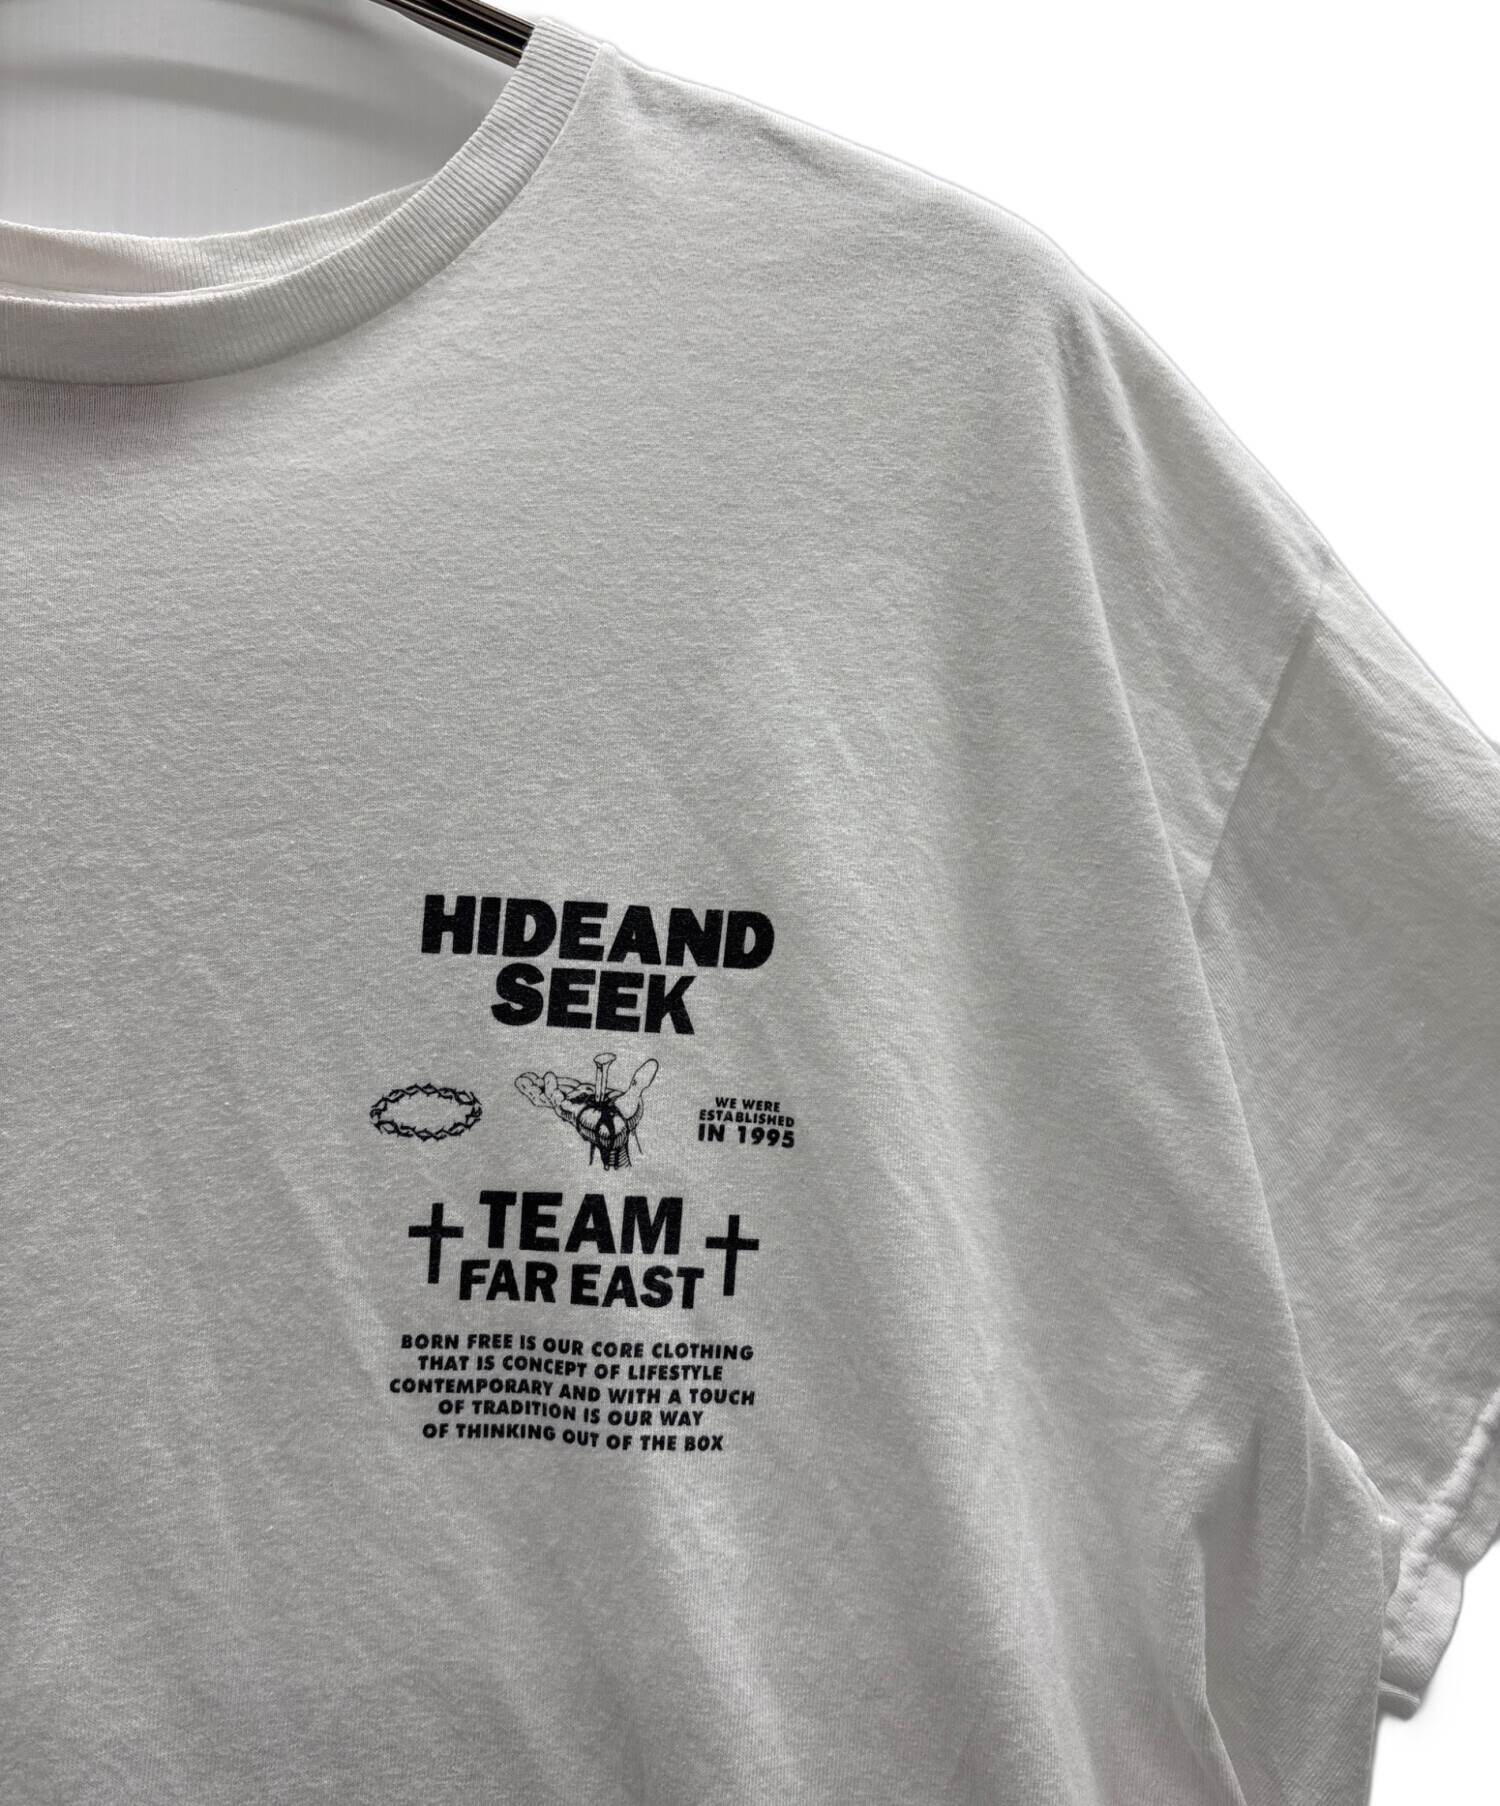 HIDEAND
SEEK
WE WERE
ESTABLISHED
IN 1995
TEAM
FAR EAST
BORN FREE IS OUR CORE CLOTHING
THAT IS CONCEPT OF LIFESTYLE
CONTEMPORARY AND WITH A TOUCH
OF TRADITION IS OUR WAY
OF THINKING OUT OF THE BOX